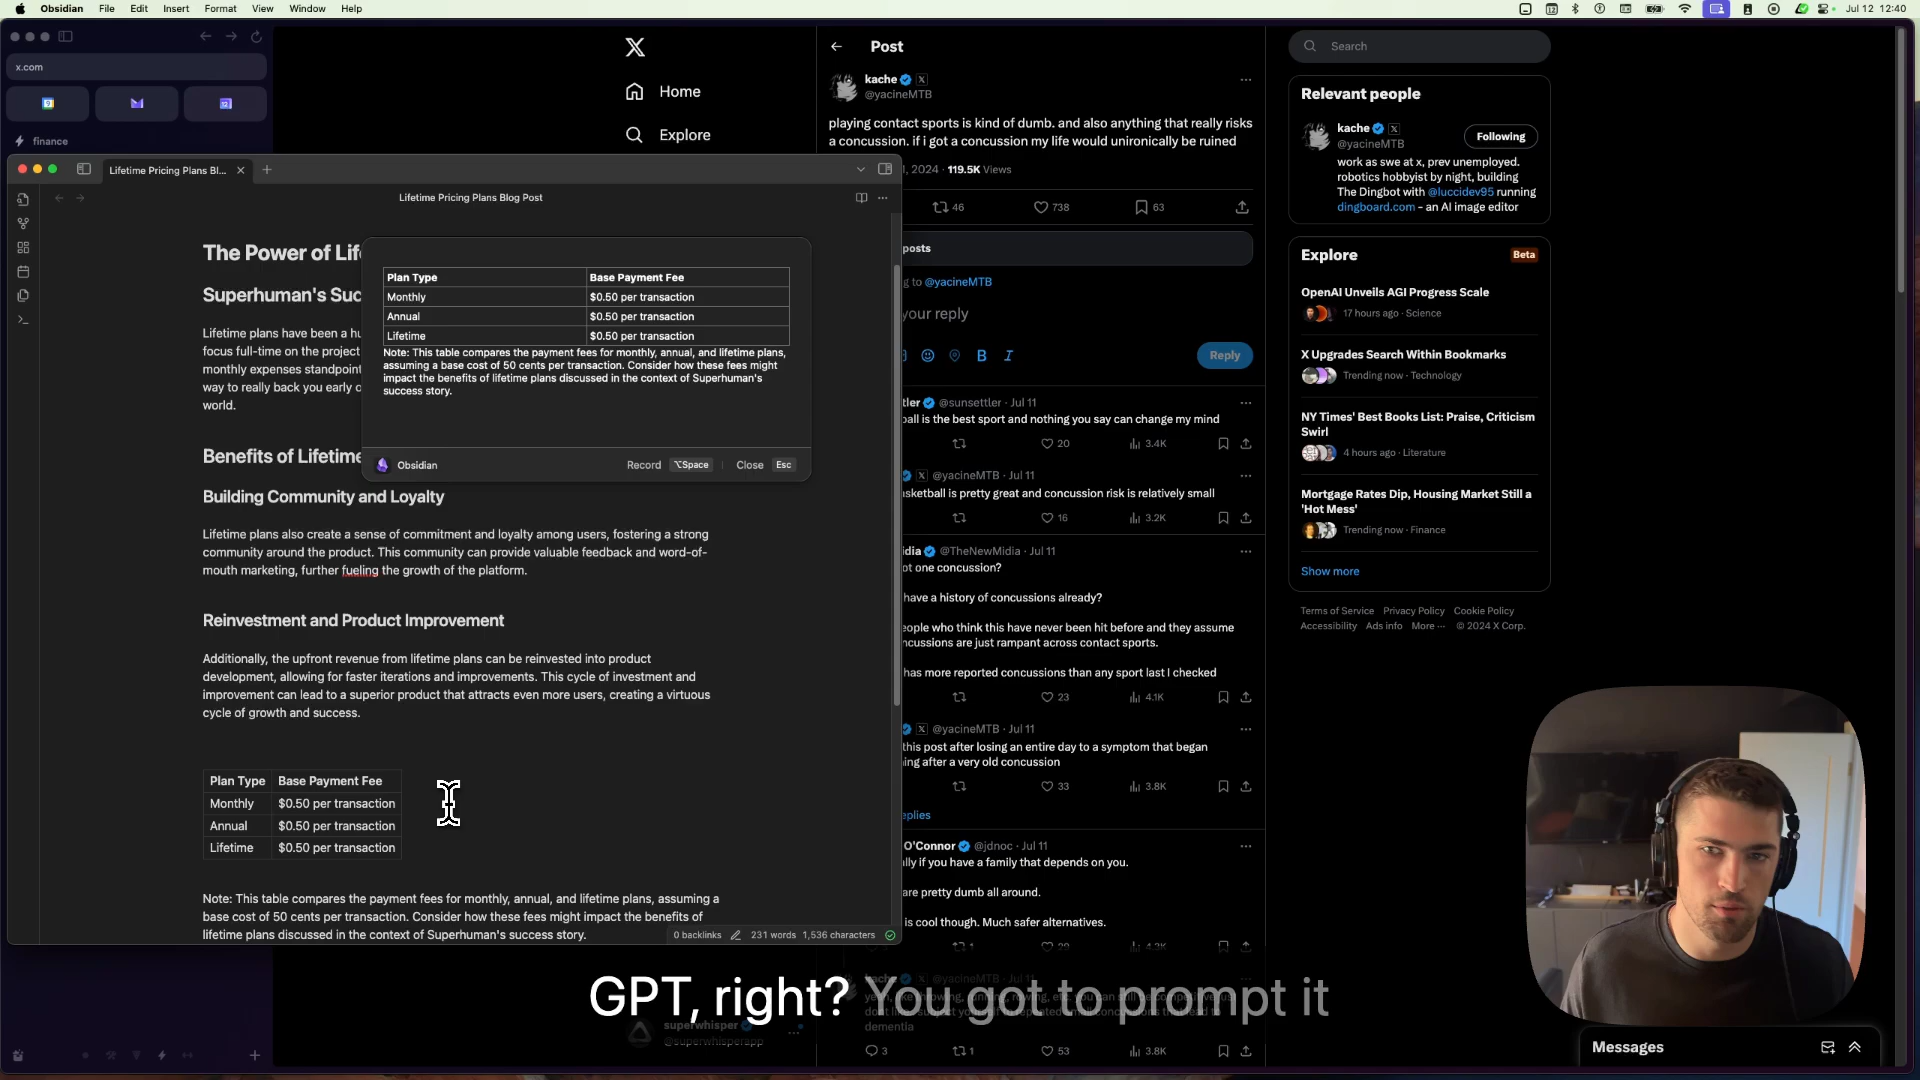 Obsidian File Edit Insert Format View Window Help
Jul 12 12:40
x.com
finance
Home
Explore
Post
kache
@yacineMTB
playing contact sports is kind of dumb. and also anything that really risks
a concussion. if i got a concussion my life would unironically be ruined
1, 2024 · 119.5K Views
46 738 63
posts
to @yacineMTB
your reply
B I
Reply
@sunsettler · Jul 11
ball is the best sport and nothing you say can change my mind
20 3.4K
@yacineMTB · Jul 11
basketball is pretty great and concussion risk is relatively small
16 3.2K
@TheNewMidia · Jul 11
one concussion?
have a history of concussions already?
people who think this have never been hit before and they assume
concussions are just rampant across contact sports.
has more reported concussions than any sport last I checked
23 4.1K
@yacineMTB · Jul 11
this post after losing an entire day to a symptom that began
after a very old concussion
33 3.8K
replies
O'Connor @jdnoc · Jul 11
if you have a family that depends on you.
are pretty dumb all around.
is cool though. Much safer alternatives.
dementia
3 1 53 3.8K
superwhisper
@superwhisperapp
Search
Relevant people
kache
@yacineMTB
Following
work as swe at x, prev unemployed.
robotics hobbyist by night, building
The Dingbot with @luccidev95 running
dingboard.com - an AI image editor
Explore
Beta
OpenAI Unveils AGI Progress Scale
17 hours ago · Science
X Upgrades Search Within Bookmarks
Trending now · Technology
NY Times' Best Books List: Praise, Criticism
Swirl
4 hours ago · Literature
Mortgage Rates Dip, Housing Market Still a
'Hot Mess'
Trending now · Finance
Show more
Terms of Service Privacy Policy Cookie Policy
Accessibility Ads info More ··· © 2024 X Corp.
Messages
Lifetime Pricing Plans Bl...
Lifetime Pricing Plans Blog Post
The Power of Lif
Superhuman's Suc
Lifetime plans have been a hu
focus full-time on the project
monthly expenses standpoint
way to really back you early o
world.
Benefits of Lifetime
Building Community and Loyalty
Lifetime plans also create a sense of commitment and loyalty among users, fostering a strong
community around the product. This community can provide valuable feedback and word-of-
mouth marketing, further fueling the growth of the platform.
Reinvestment and Product Improvement
Additionally, the upfront revenue from lifetime plans can be reinvested into product
development, allowing for faster iterations and improvements. This cycle of investment and
improvement can lead to a superior product that attracts even more users, creating a virtuous
cycle of growth and success.
Plan Type Base Payment Fee
Monthly $0.50 per transaction
Annual $0.50 per transaction
Lifetime $0.50 per transaction
Note: This table compares the payment fees for monthly, annual, and lifetime plans, assuming a
base cost of 50 cents per transaction. Consider how these fees might impact the benefits of
lifetime plans discussed in the context of Superhuman's success story.
0 backlinks 231 words 1,536 characters
Plan Type Base Payment Fee
Monthly $0.50 per transaction
Annual $0.50 per transaction
Lifetime $0.50 per transaction
Note: This table compares the payment fees for monthly, annual, and lifetime plans,
assuming a base cost of 50 cents per transaction. Consider how these fees might
impact the benefits of lifetime plans discussed in the context of Superhuman's
success story.
Obsidian
Record ⌥Space | Close Esc
GPT, right? You got to prompt it